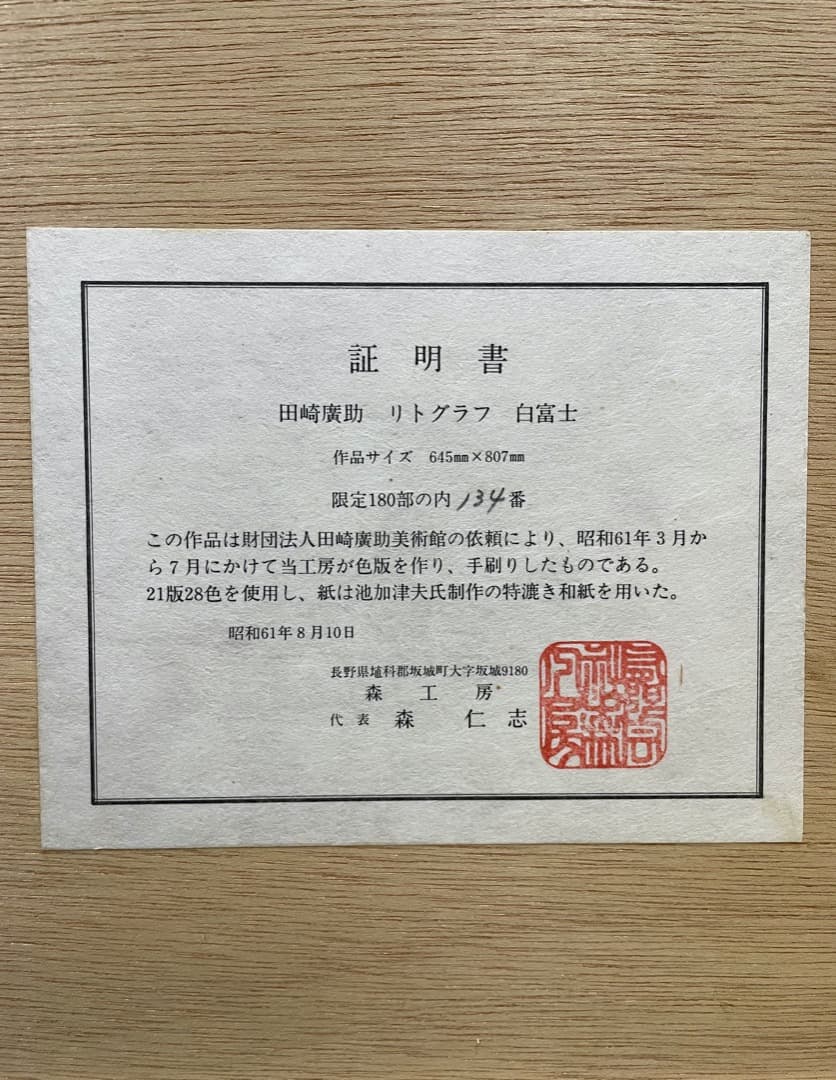 証明書
田崎廣助 リトグラフ 白富士
作品サイズ 645㎜×807㎜
限定180部の内134番
この作品は財団法人田崎廣助美術館の依頼により、昭和61年3月か
ら7月にかけて当工房が色版を作り、手刷りしたものである。
21版28色を使用し、紙は池加津夫氏制作の特漉き和紙を用いた。
昭和61年8月10日
長野県埴科郡坂城町大字坂城9180
森工房
代表 森 仁志